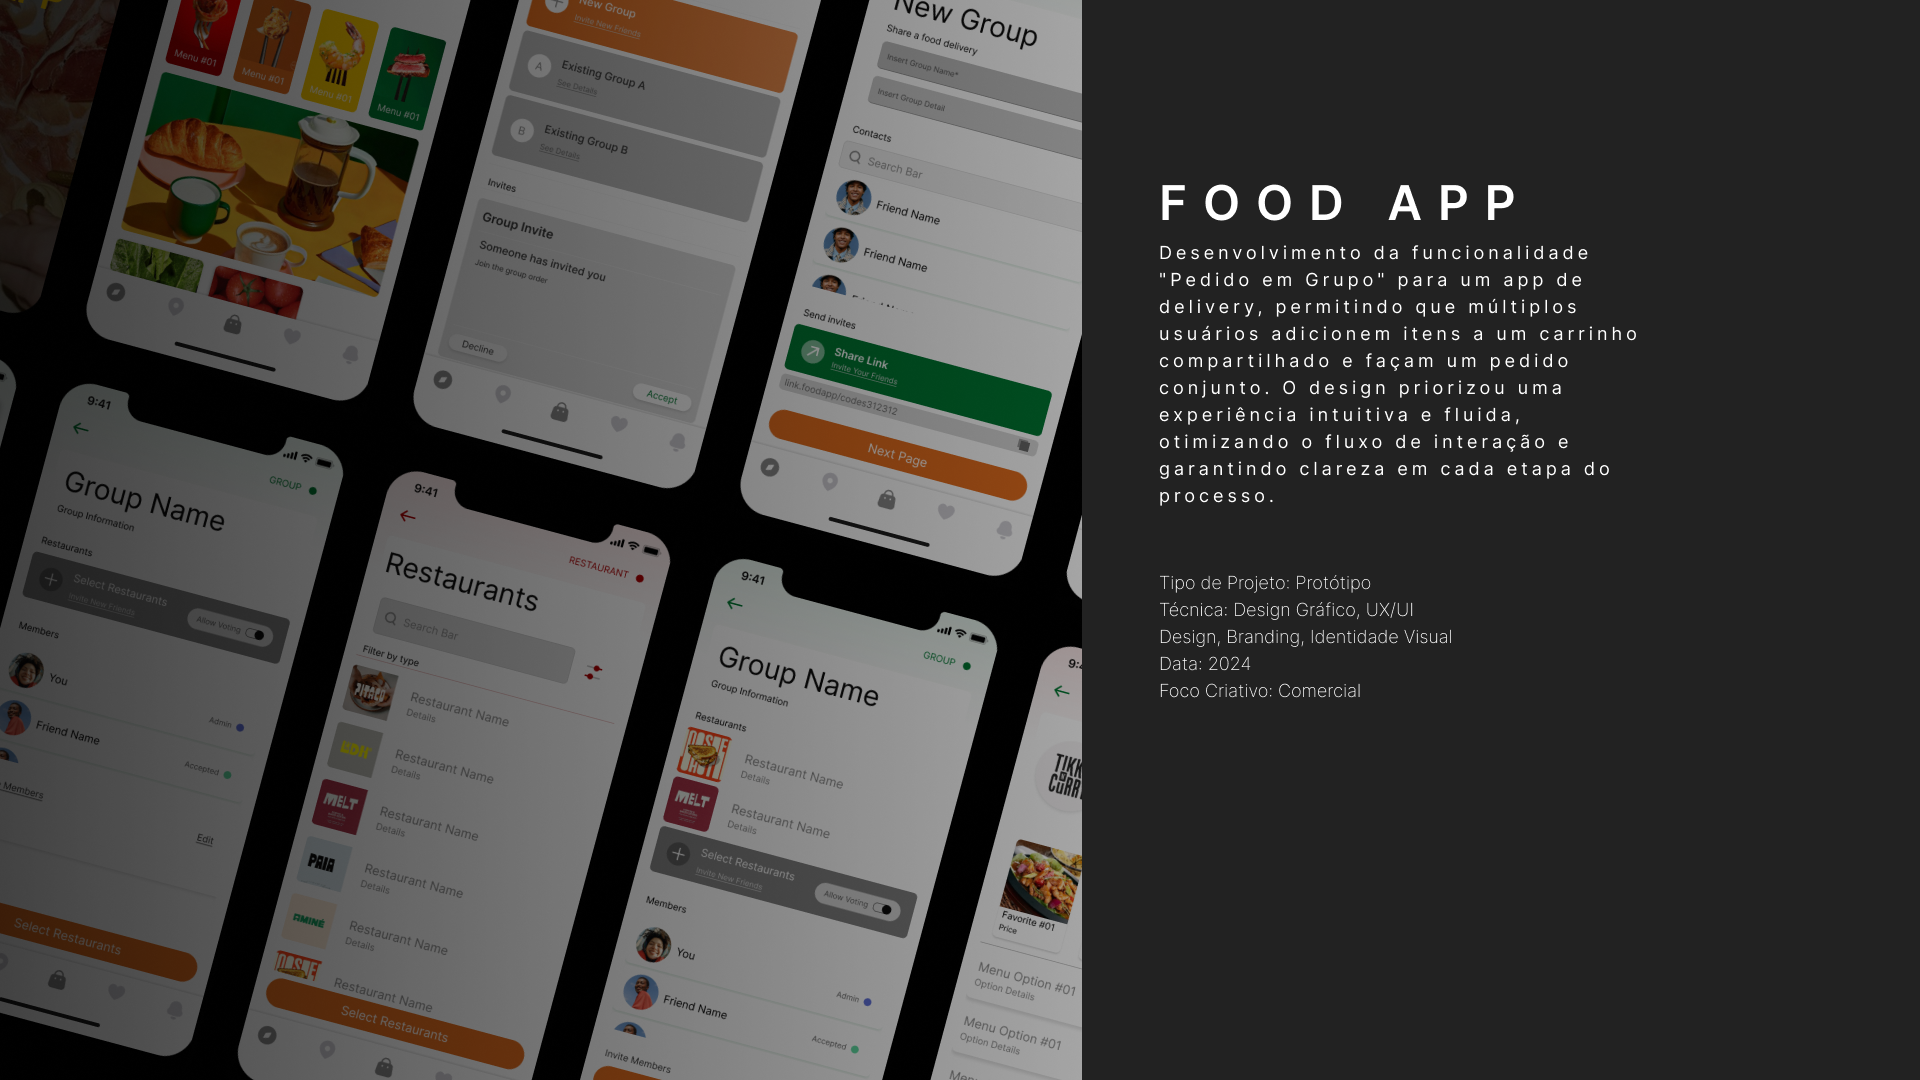 Menu #01
Menu #01
Menu #01
Menu #01
New Group
Invite New Friends
A
Existing Group A
See Details
B
Existing Group B
See Details
Invites
Group Invite
Someone has invited you
Join the group order
Decline
Accept
New Group
Share a food delivery
Insert Group Name*
Insert Group Detail
Contacts
Search Bar
Friend Name
Friend Name
Send invites
Share Link
Invite Your Friends
link.foodapp/codes312312
Next Page
9:41
GROUP
Group Name
Group Information
Restaurants
Select Restaurants
Invite New Friends
Allow Voting
Members
You
Admin
Friend Name
Accepted
Members
Edit
Select Restaurants
9:41
RESTAURANT
Restaurants
Search Bar
Filter by type
Restaurant Name
Details
Restaurant Name
Details
MELT
Restaurant Name
Details
PAIA
Restaurant Name
Details
AMINÉ
Restaurant Name
Details
Restaurant Name
Select Restaurants
9:41
GROUP
Group Name
Group Information
Restaurants
Restaurant Name
Details
MELT
Restaurant Name
Details
Select Restaurants
Invite New Friends
Allow Voting
Members
You
Admin
Friend Name
Accepted
Invite Members
Favorite #01
Price
Menu Option #01
Option Details
Menu Option #01
Option Details
FOOD APP
Desenvolvimento da funcionalidade
"Pedido em Grupo" para um app de
delivery, permitindo que múltiplos
usuários adicionem itens a um carrinho
compartilhado e façam um pedido
conjunto. O design priorizou uma
experiência intuitiva e fluida,
otimizando o fluxo de interação e
garantindo clareza em cada etapa do
processo.
Tipo de Projeto: Protótipo
Técnica: Design Gráfico, UX/UI
Design, Branding, Identidade Visual
Data: 2024
Foco Criativo: Comercial